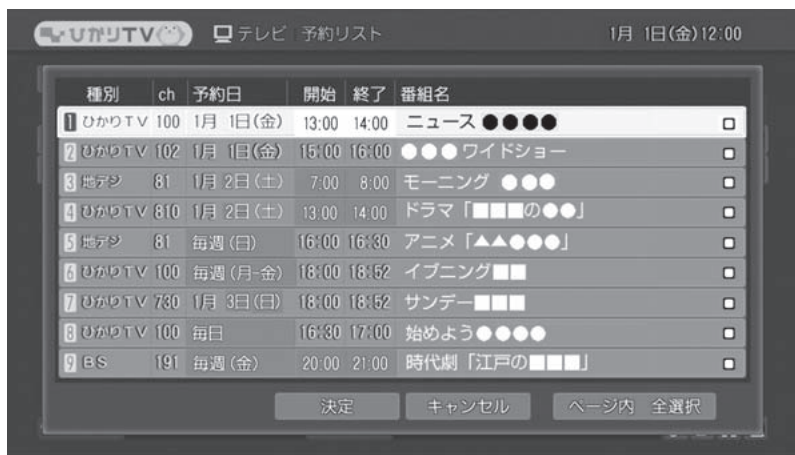 ひかりTV テレビ 予約リスト 1月 1日(金)12:00
種別 ch 予約日 開始 終了 番組名
1 ひかりTV 100 1月 1日(金) 13:00 14:00 ニュース ●●●●
2 ひかりTV 102 1月 1日(金) 15:00 16:00 ●●●ワイドショー
3 地デジ 81 1月 2日(土) 7:00 8:00 モーニング ●●●
4 ひかりTV 810 1月 2日(土) 13:00 14:00 ドラマ「■■■の●●」
5 地デジ 81 毎週(日) 16:00 16:30 アニメ「▲▲●●●」
6 ひかりTV 100 毎週(月-金) 18:00 18:52 イブニング■■
7 ひかりTV 730 1月 3日(日) 18:00 18:52 サンデー■■■
8 ひかりTV 100 毎日 16:30 17:00 始めよう●●●●
9 BS 191 毎週(金) 20:00 21:00 時代劇「江戸の■■■」
決定 キャンセル ページ内 全選択